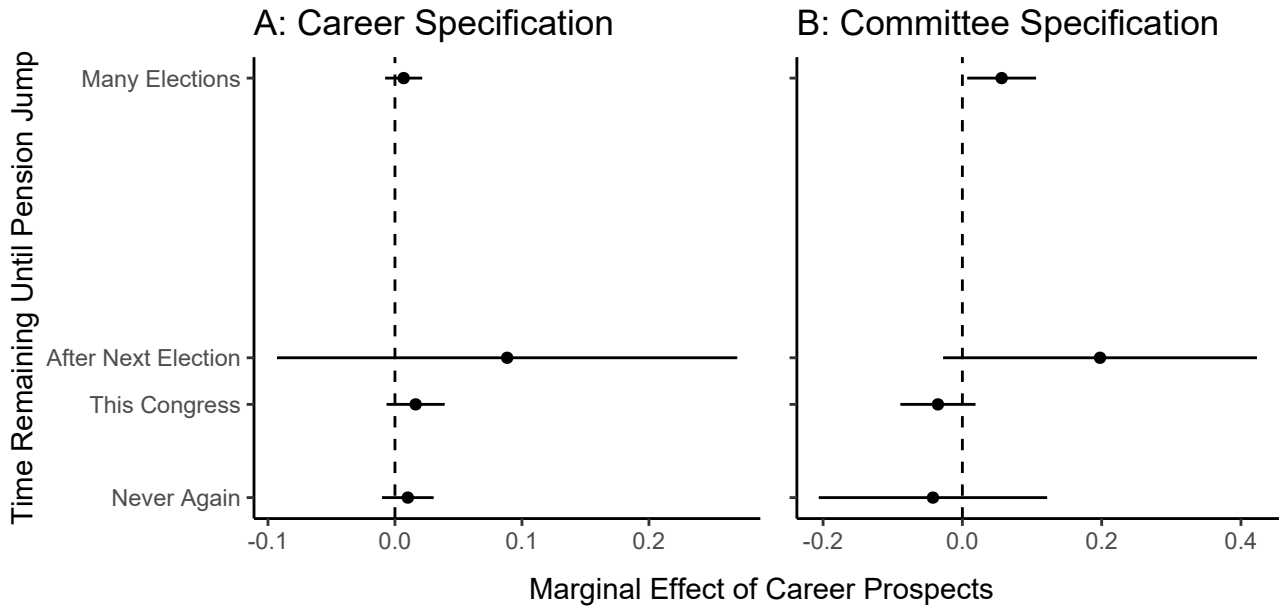 A: Career Specification
B: Committee Specification
Time Remaining Until Pension Jump
Many Elections
After Next Election
This Congress
Never Again
-0.1 0.0 0.1 0.2
-0.2 0.0 0.2 0.4
Marginal Effect of Career Prospects